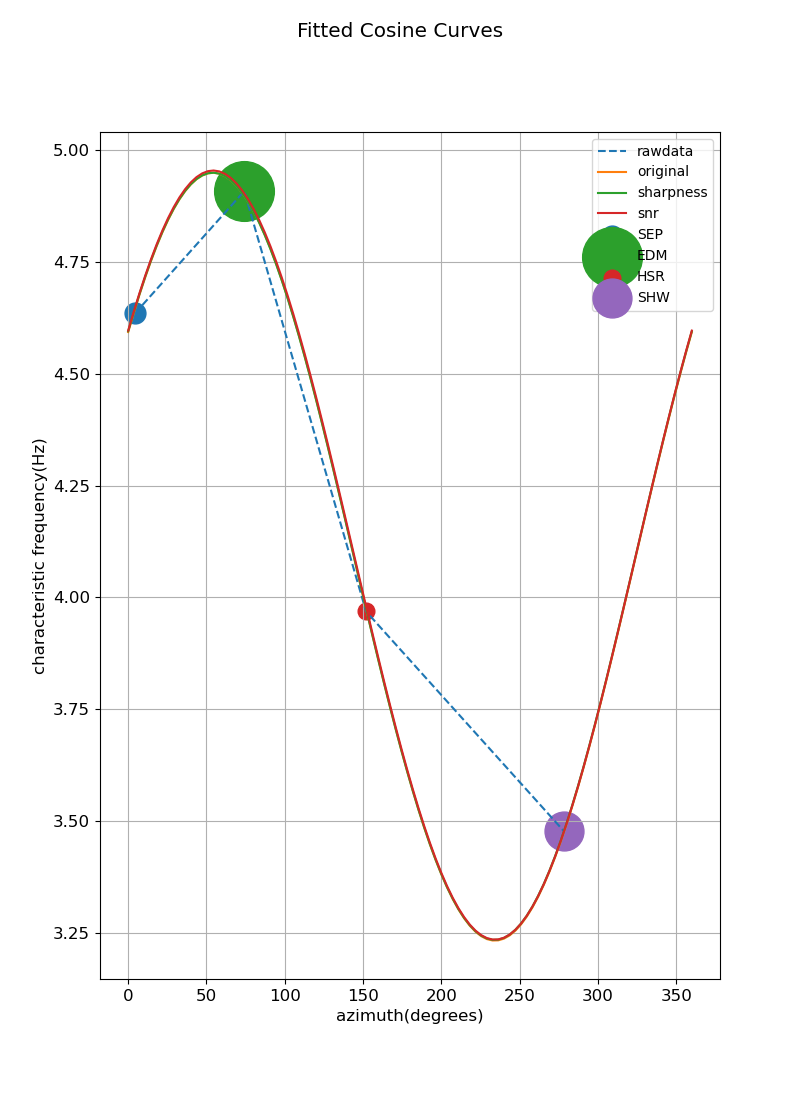 Fitted Cosine Curves
5.00
4.75
4.50
4.25
4.00
3.75
3.50
3.25
characteristic frequency(Hz)
rawdata
original
sharpness
snr
SEP
EDM
HSR
SHW
0 50 100 150 200 250 300 350
azimuth(degrees)